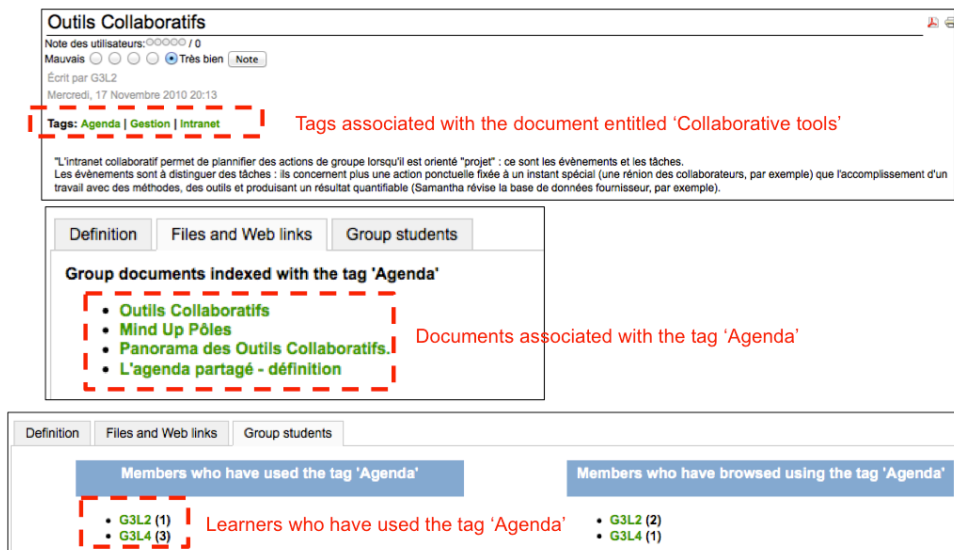 Outils Collaboratifs
Note des utilisateurs: / 0
Mauvais Très bien Note
Écrit par G3L2
Mercredi, 17 Novembre 2010 20:13
Tags: Agenda | Gestion | Intranet
Tags associated with the document entitled ‘Collaborative tools’
"L'intranet collaboratif permet de plannifier des actions de groupe lorsqu'il est orienté "projet" : ce sont les évènements et les tâches.
Les évènements sont à distinguer des tâches : ils concernent plus une action ponctuelle fixée à un instant spécial (une rénion des collaborateurs, par exemple) que l'accomplissement d'un
travail avec des méthodes, des outils et produisant un résultat quantifiable (Samantha révise la base de données fournisseur, par exemple).
Definition Files and Web links Group students
Group documents indexed with the tag 'Agenda'
• Outils Collaboratifs
• Mind Up Pôles
• Panorama des Outils Collaboratifs.
• L'agenda partagé - définition
Documents associated with the tag ‘Agenda’
Definition Files and Web links Group students
Members who have used the tag 'Agenda'
• G3L2 (1)
• G3L4 (3)
Learners who have used the tag ‘Agenda’
Members who have browsed using the tag 'Agenda'
• G3L2 (2)
• G3L4 (1)